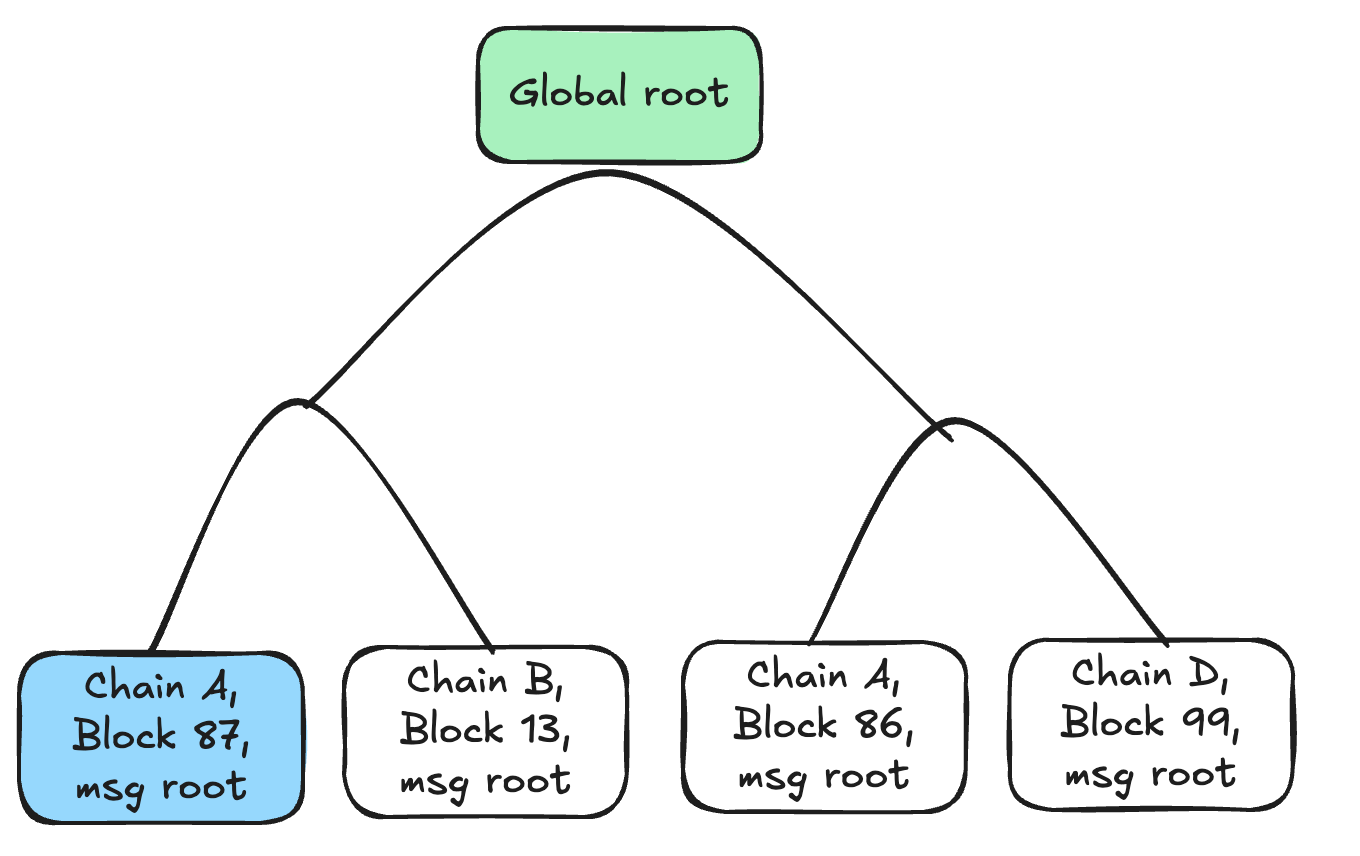 Global root
Chain A,
Block 87,
msg root
Chain B,
Block 13,
msg root
Chain A,
Block 86,
msg root
Chain D,
Block 99,
msg root